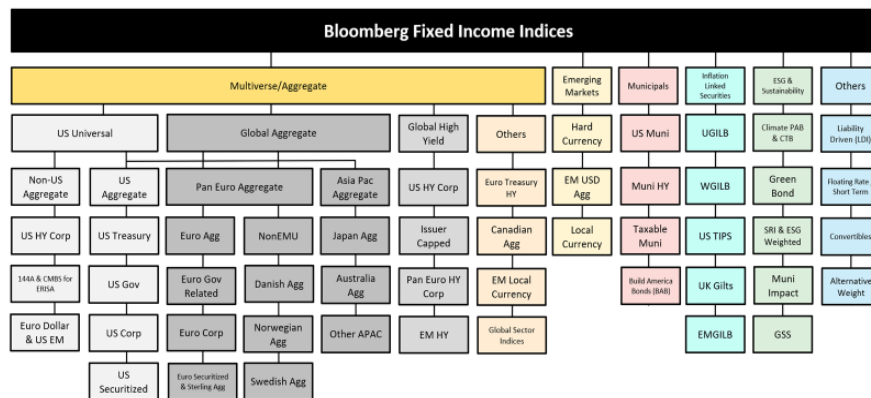 Bloomberg Fixed Income Indices
Multiverse/Aggregate
Emerging
Markets
Municipals
Inflation
Linked
Securities
ESG &
Sustainability
Others
US Universal
Global Aggregate
Global High
Yield
Others
Hard
Currency
US Muni
UGILB
Climate PAB
& CTB
Liability
Driven (LDI)
Non-US
Aggregate
US
Aggregate
Pan Euro Aggregate
Asia Pac
Aggregate
US HY Corp
Euro Treasury
HY
EM USD
Agg
Muni HY
WGILB
Green
Bond
Floating Rate
Short Term
US HY Corp
US Treasury
Euro Agg
NonEMU
Japan Agg
Issuer
Capped
Canadian
Agg
Local
Currency
Taxable
Muni
US TIPS
SRI & ESG
Weighted
Convertibles
144A & CMBS for
ERISA
US Gov
Euro Gov
Related
Danish Agg
Australia
Agg
Pan Euro HY
Corp
EM Local
Currency
Build America
Bonds (BAB)
UK Gilts
Muni
Impact
Alternative
Weight
Euro Dollar
& US EM
US Corp
Euro Corp
Norwegian
Agg
Other APAC
EM HY
Global Sector
Indices
EMGILB
GSS
US
Securitized
Euro Securitized
& Sterling Agg
Swedish Agg